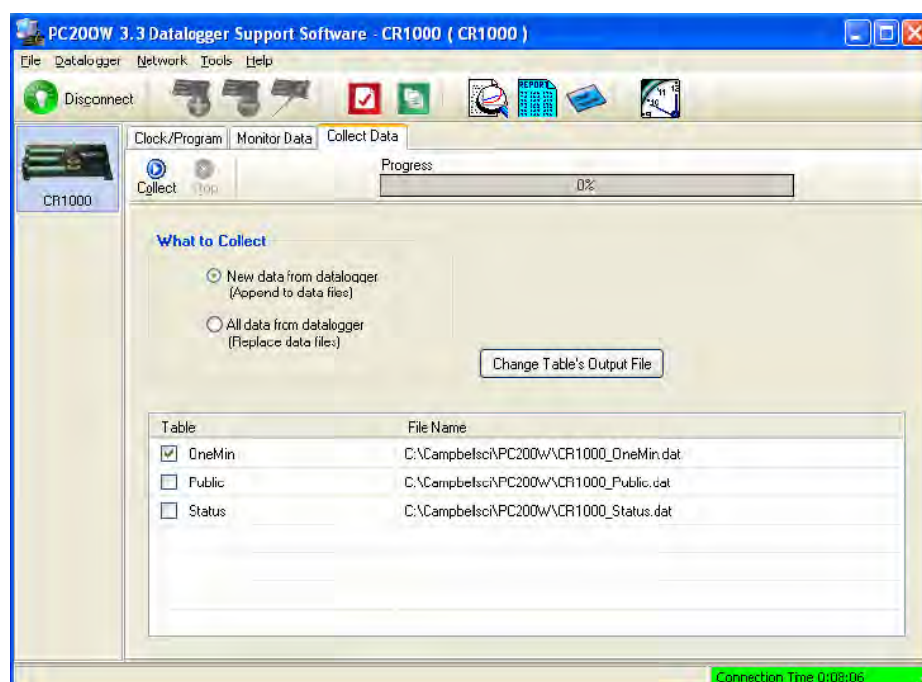 PC200W 3.3 Datalogger Support Software - CR1000 ( CR1000 )
File Datalogger Network Tools Help
Disconnect
REPORT
CR1000
Clock/Program Monitor Data Collect Data
Collect Stop
Progress
0%
What to Collect
New data from datalogger
(Append to data files)
All data from datalogger
(Replace data files)
Change Table's Output File
Table File Name
OneMin C:\Campbellsci\PC200W\CR1000_OneMin.dat
Public C:\Campbellsci\PC200W\CR1000_Public.dat
Status C:\Campbellsci\PC200W\CR1000_Status.dat
Connection Time 0:08:06